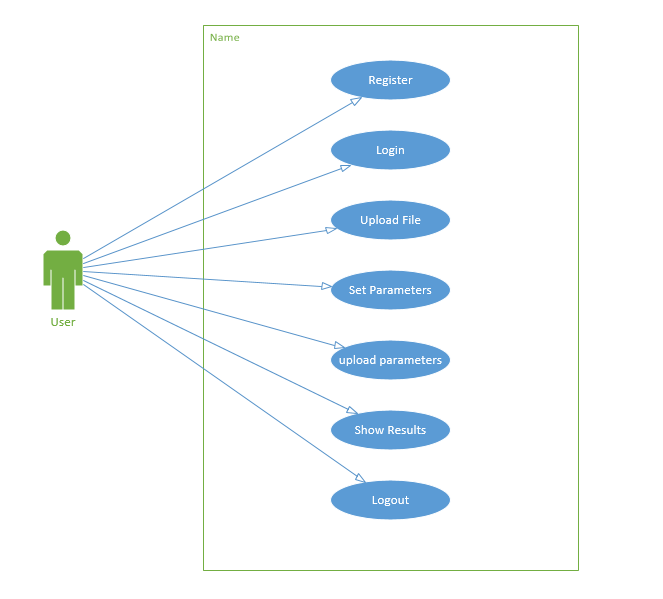 Name
Register
Login
Upload File
Set Parameters
upload parameters
Show Results
Logout
User